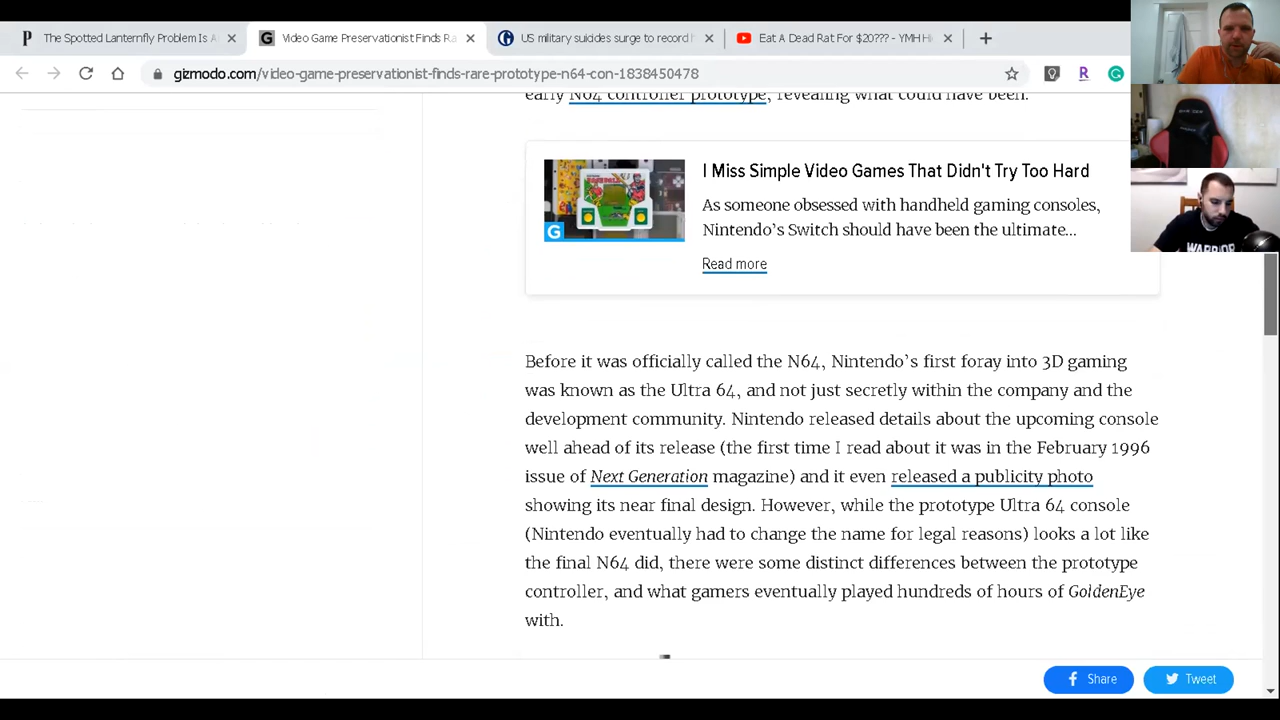 The Spotted Lanternfly Problem Is
Video Game Preservationist Finds Ra
US military suicides surge to record h
Eat A Dead Rat For $20??? - YMH Hi
gizmodo.com/video-game-preservationist-finds-rare-prototype-n64-con-1838450478
early N64 controller prototype, revealing what could have been.
I Miss Simple Video Games That Didn't Try Too Hard
As someone obsessed with handheld gaming consoles,
Nintendo's Switch should have been the ultimate...
Read more
G
Before it was officially called the N64, Nintendo's first foray into 3D gaming
was known as the Ultra 64, and not just secretly within the company and the
development community. Nintendo released details about the upcoming console
well ahead of its release (the first time I read about it was in the February 1996
issue of Next Generation magazine) and it even released a publicity photo
showing its near final design. However, while the prototype Ultra 64 console
(Nintendo eventually had to change the name for legal reasons) looks a lot like
the final N64 did, there were some distinct differences between the prototype
controller, and what gamers eventually played hundreds of hours of GoldenEye
with.
Share
Tweet
WARRIOR